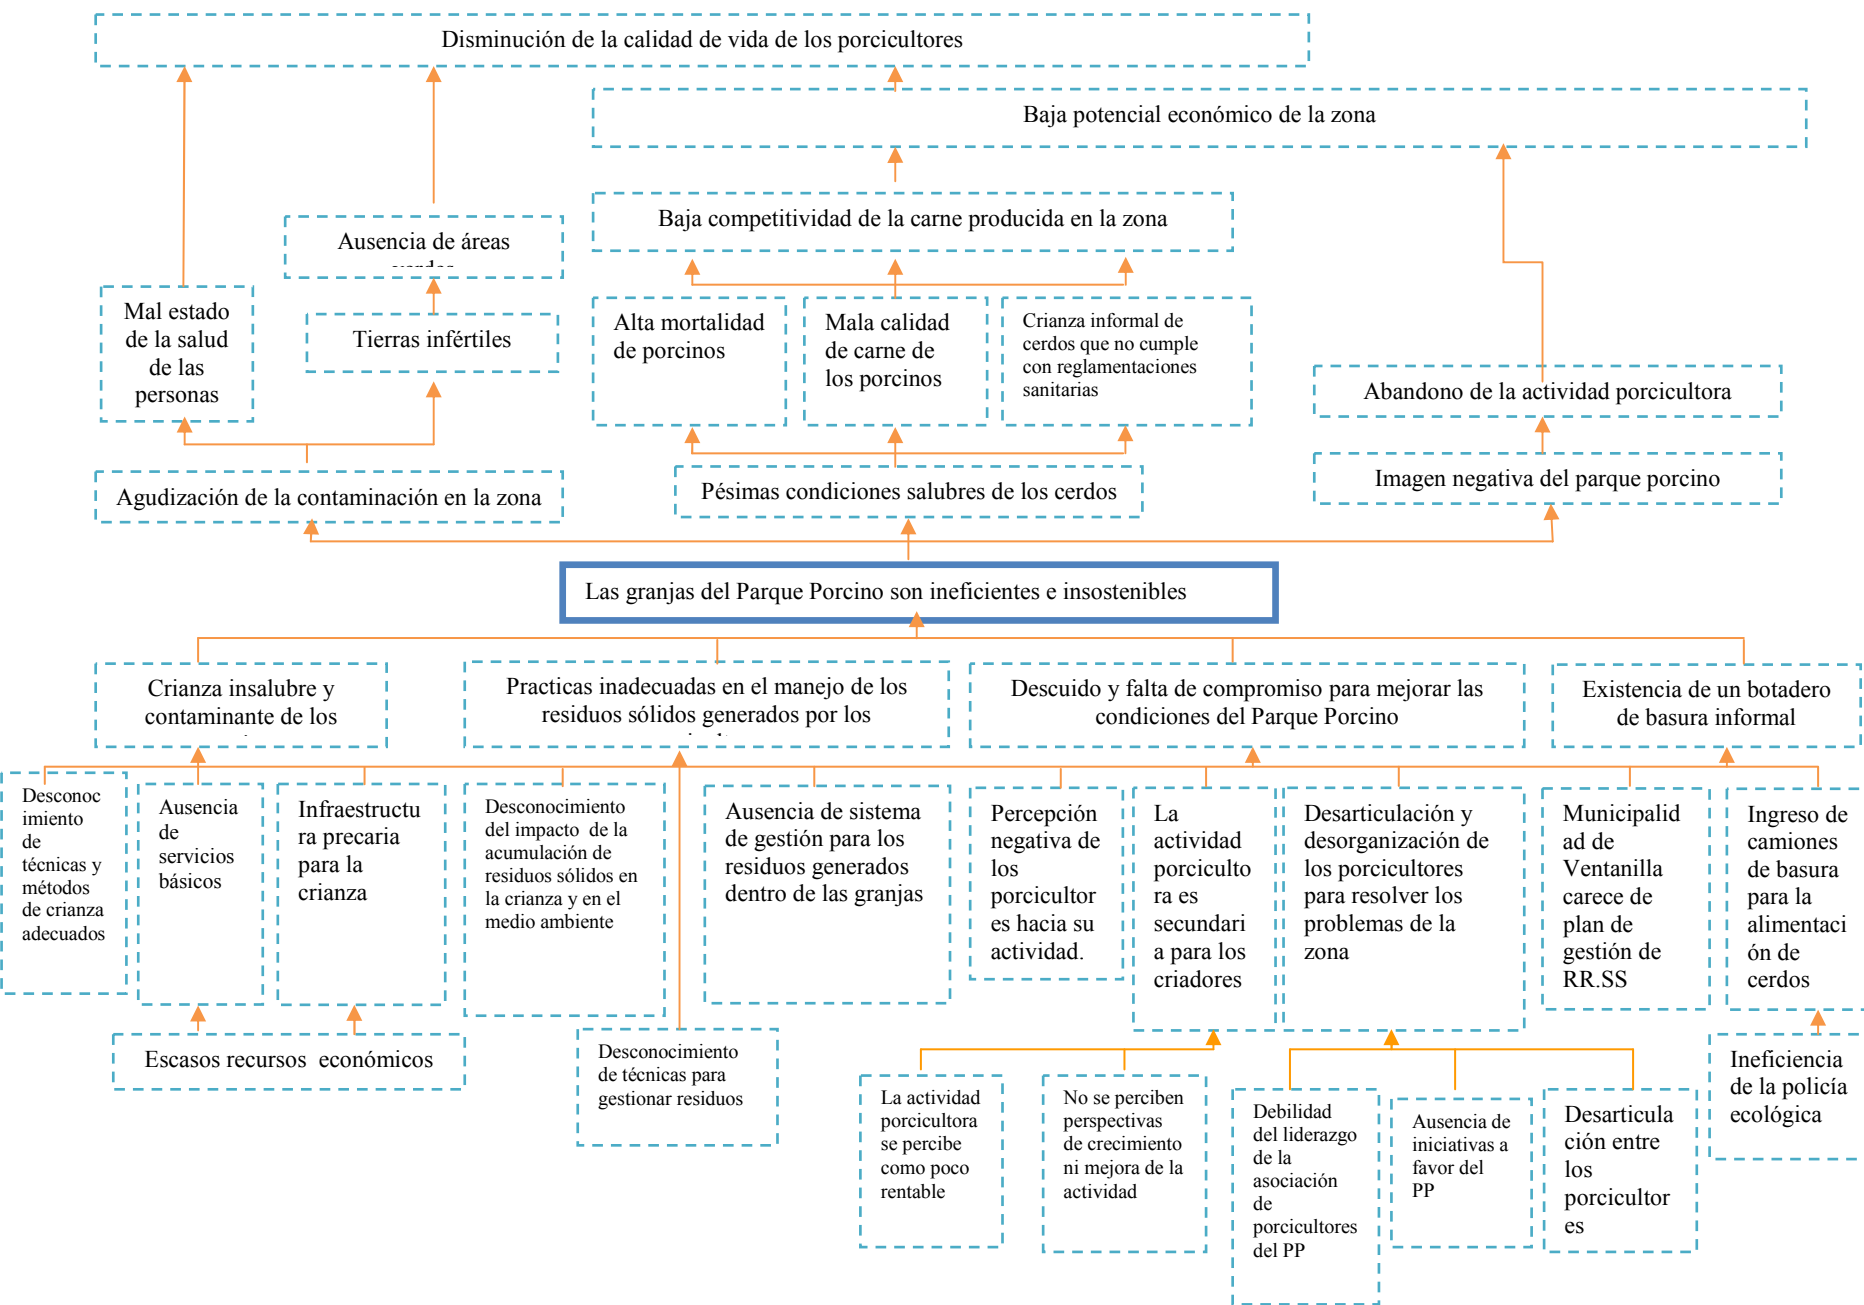 Disminución de la calidad de vida de los porcicultores
Baja potencial económico de la zona
Baja competitividad de la carne producida en la zona
Ausencia de áreas
Mal estado
de la salud
de las
personas
Tierras infértiles
Alta mortalidad
de porcinos
Mala calidad
de carne de
los porcinos
Crianza informal de
cerdos que no cumple
con reglamentaciones
sanitarias
Abandono de la actividad porcicultora
Agudización de la contaminación en la zona
Pésimas condiciones salubres de los cerdos
Imagen negativa del parque porcino
Las granjas del Parque Porcino son ineficientes e insostenibles
Crianza insalubre y
contaminante de los
Practicas inadecuadas en el manejo de los
residuos sólidos generados por los
Descuido y falta de compromiso para mejorar las
condiciones del Parque Porcino
Existencia de un botadero
de basura informal
Desconoc
imiento
de
técnicas y
métodos
de crianza
adecuados
Ausencia
de
servicios
básicos
Infraestructu
ra precaria
para la
crianza
Desconocimiento
del impacto de la
acumulación de
residuos sólidos en
la crianza y en el
medio ambiente
Ausencia de sistema
de gestión para los
residuos generados
dentro de las granjas
Percepción
negativa de
los
porcicultor
es hacia su
actividad.
La
actividad
porciculto
ra es
secundari
a para los
criadores
Desarticulación y
desorganización de
los porcicultores
para resolver los
problemas de la
zona
Municipalid
ad de
Ventanilla
carece de
plan de
gestión de
RR.SS
Ingreso de
camiones
de basura
para la
alimentaci
ón de
cerdos
Escasos recursos económicos
Desconocimiento
de técnicas para
gestionar residuos
La actividad
porcicultora
se percibe
como poco
rentable
No se perciben
perspectivas
de crecimiento
ni mejora de la
actividad
Debilidad
del liderazgo
de la
asociación
de
porcicultores
del PP
Ausencia de
iniciativas a
favor del
PP
Desarticula
ción entre
los
porcicultor
es
Ineficiencia
de la policía
ecológica